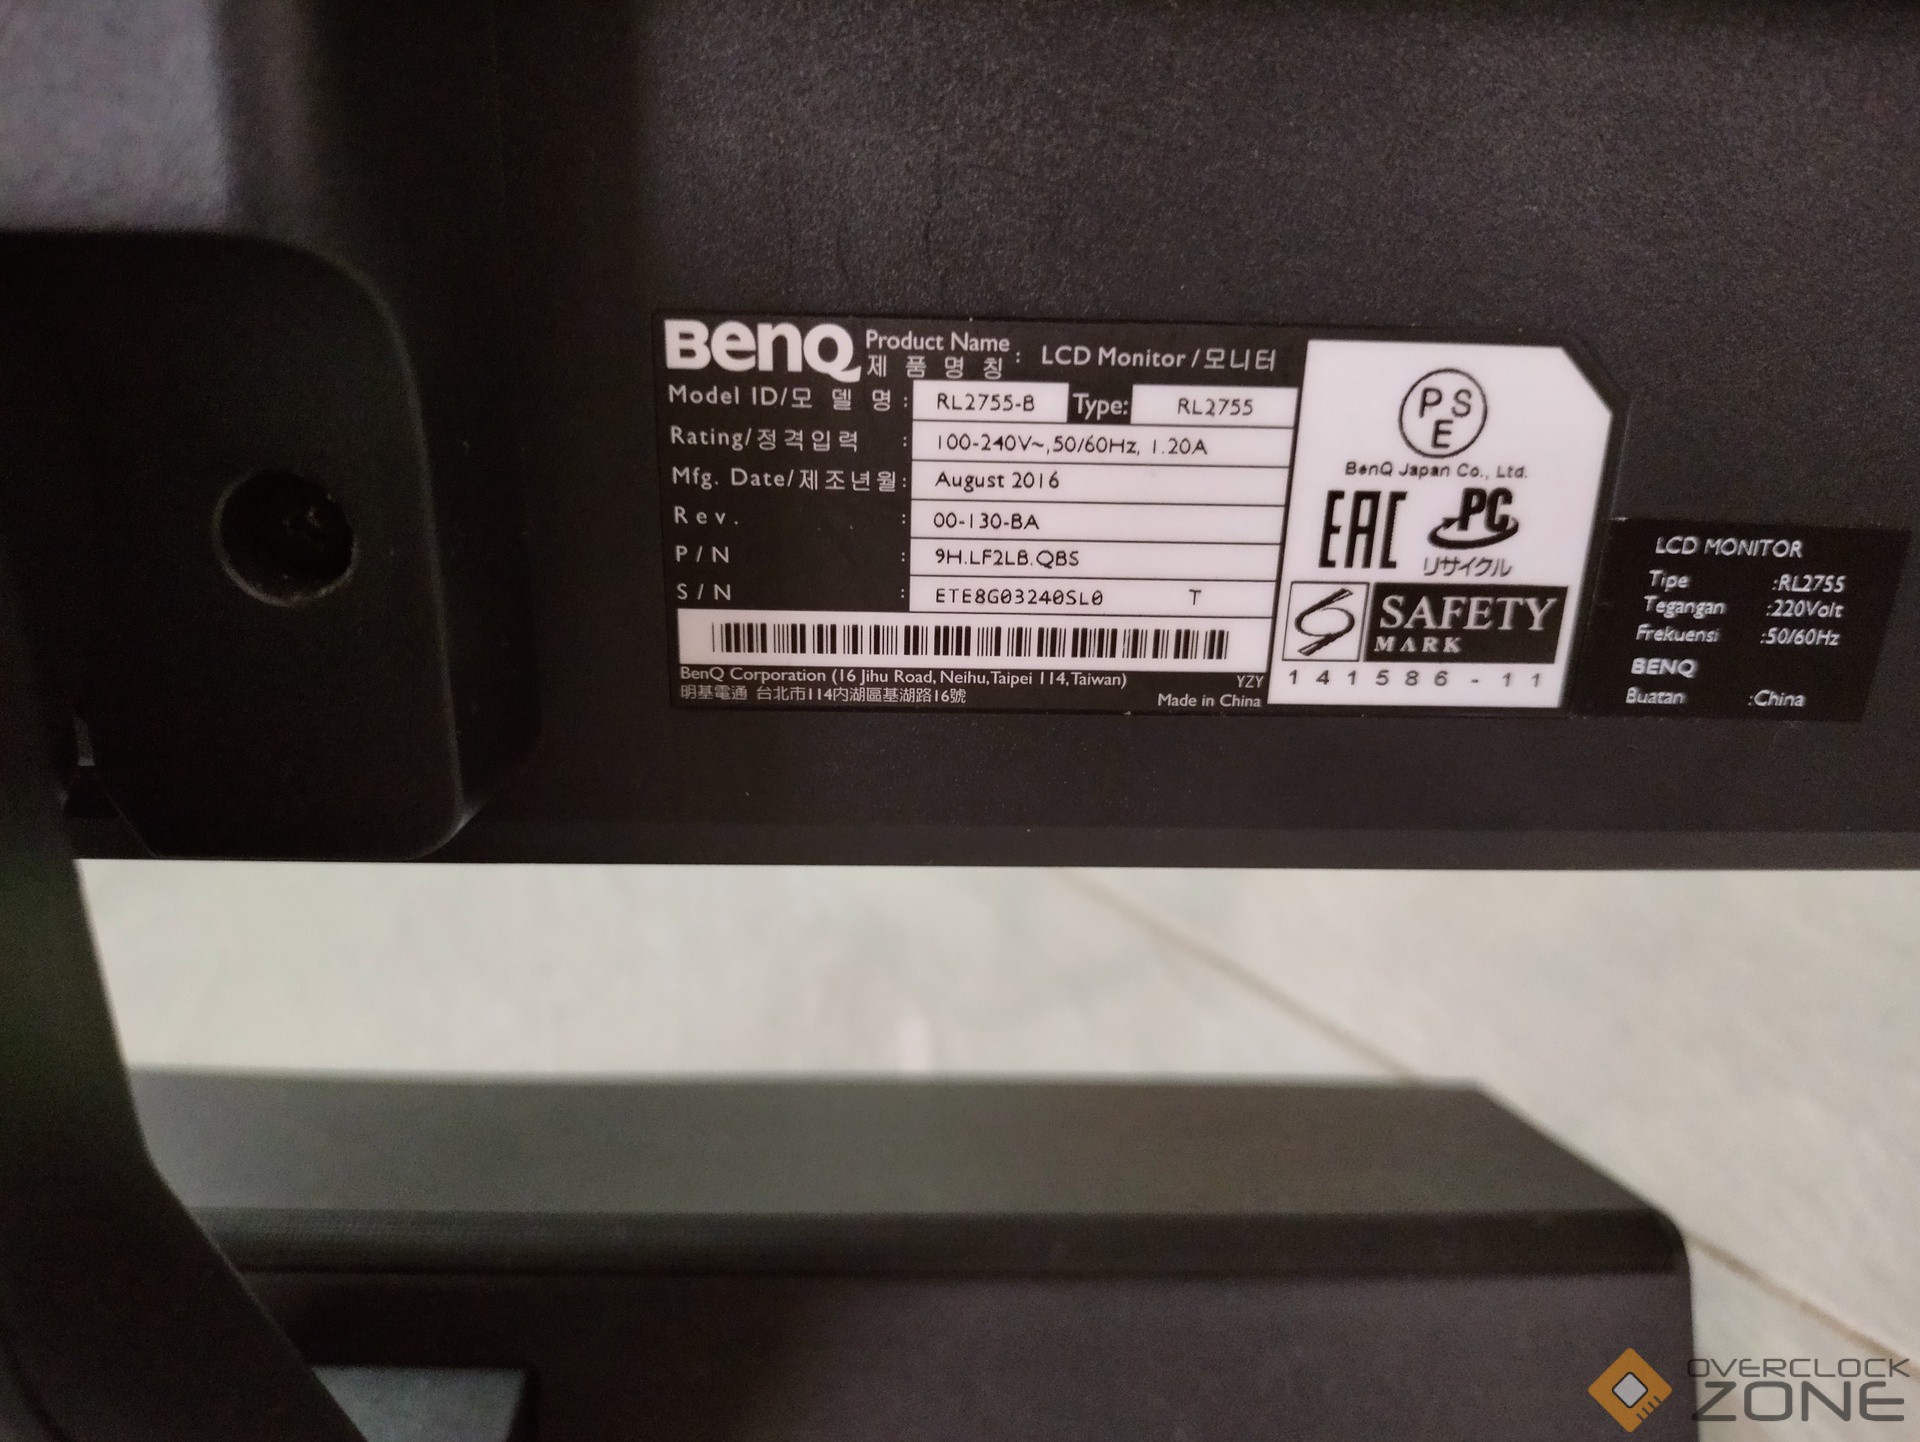 BenQ
Product Name
제 품 명 칭 : LCD Monitor / 모니터
Model ID/모 델 명 : RL2755-B Type: RL2755
Rating/정격입력 : 100-240V~,50/60Hz, 1.20A
Mfg. Date/제조년월 : August 2016
Rev. : 00-130-BA
P/N : 9H.LF2LB.QBS
S/N : ETE8G03240SL0 T
BenQ Corporation (16 Jihu Road, Neihu,Taipei 114,Taiwan) YZY
明基電通 台北市114內湖區基湖路16號
Made in China
PSE
BenQ Japan Co., Ltd.
EAC PC
リサイクル
SAFETY
MARK
141586-11
LCD MONITOR
Tipe :RL2755
Tegangan :220Volt
Frekuensi :50/60Hz
BENQ
Buatan :China
OVERCLOCK
ZONE